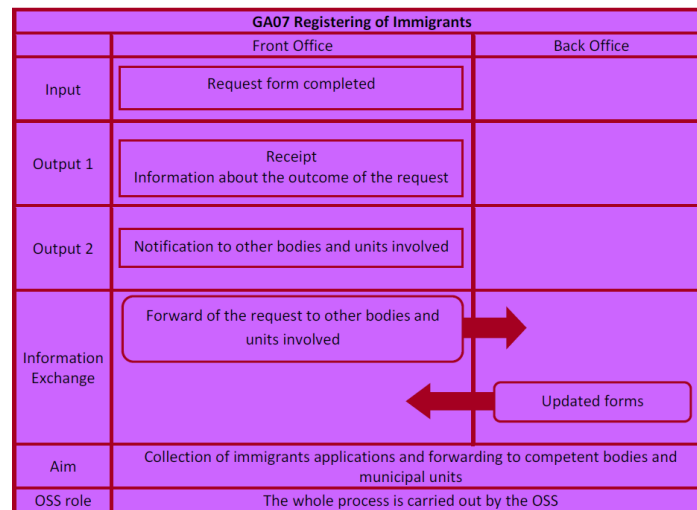 GA07 Registering of Immigrants
Front Office
Back Office
Input
Request form completed
Output 1
Receipt
Information about the outcome of the request
Output 2
Notification to other bodies and units involved
Information
Exchange
Forward of the request to other bodies and
units involved
Updated forms
Aim
Collection of immigrants applications and forwarding to competent bodies and
municipal units
OSS role
The whole process is carried out by the OSS